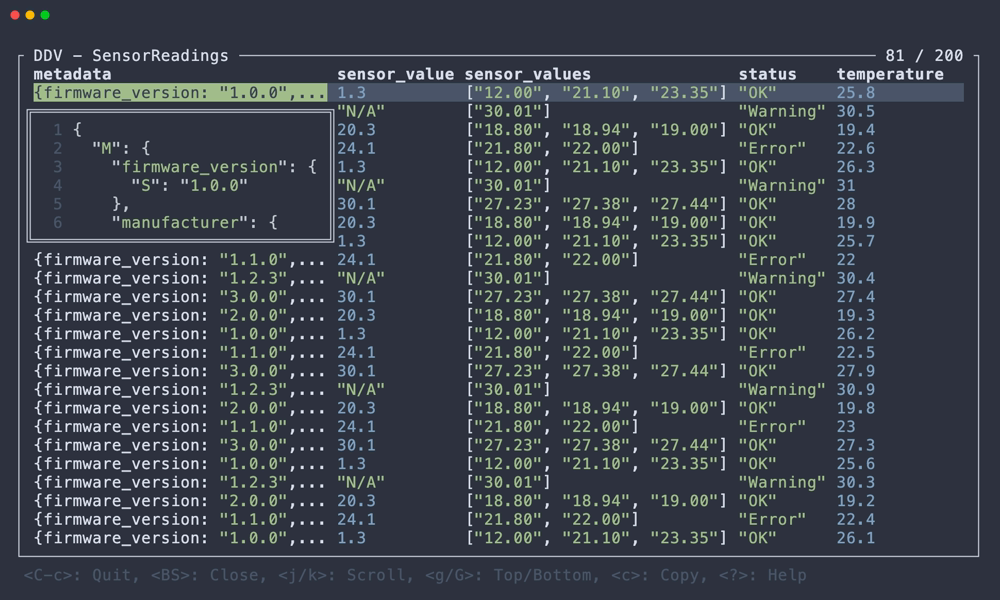 DDV – SensorReadings 81 / 200
metadata sensor_value sensor_values status temperature
{firmware_version: "1.0.0",... 1.3 ["12.00", "21.10", "23.35"] "OK" 25.8
"N/A" ["30.01"] "Warning" 30.5
1 { 20.3 ["18.80", "18.94", "19.00"] "OK" 19.4
2 "M": { 24.1 ["21.80", "22.00"] "Error" 22.6
3 "firmware_version": { 1.3 ["12.00", "21.10", "23.35"] "OK" 26.3
4 "S": "1.0.0" "N/A" ["30.01"] "Warning" 31
5 }, 30.1 ["27.23", "27.38", "27.44"] "OK" 28
6 "manufacturer": { 20.3 ["18.80", "18.94", "19.00"] "OK" 19.9
1.3 ["12.00", "21.10", "23.35"] "OK" 25.7
{firmware_version: "1.1.0",... 24.1 ["21.80", "22.00"] "Error" 22
{firmware_version: "1.2.3",... "N/A" ["30.01"] "Warning" 30.4
{firmware_version: "3.0.0",... 30.1 ["27.23", "27.38", "27.44"] "OK" 27.4
{firmware_version: "2.0.0",... 20.3 ["18.80", "18.94", "19.00"] "OK" 19.3
{firmware_version: "1.0.0",... 1.3 ["12.00", "21.10", "23.35"] "OK" 26.2
{firmware_version: "1.1.0",... 24.1 ["21.80", "22.00"] "Error" 22.5
{firmware_version: "3.0.0",... 30.1 ["27.23", "27.38", "27.44"] "OK" 27.9
{firmware_version: "1.2.3",... "N/A" ["30.01"] "Warning" 30.9
{firmware_version: "2.0.0",... 20.3 ["18.80", "18.94", "19.00"] "OK" 19.8
{firmware_version: "1.1.0",... 24.1 ["21.80", "22.00"] "Error" 23
{firmware_version: "3.0.0",... 30.1 ["27.23", "27.38", "27.44"] "OK" 27.3
{firmware_version: "1.0.0",... 1.3 ["12.00", "21.10", "23.35"] "OK" 25.6
{firmware_version: "1.2.3",... "N/A" ["30.01"] "Warning" 30.3
{firmware_version: "2.0.0",... 20.3 ["18.80", "18.94", "19.00"] "OK" 19.2
{firmware_version: "1.1.0",... 24.1 ["21.80", "22.00"] "Error" 22.4
{firmware_version: "1.0.0",... 1.3 ["12.00", "21.10", "23.35"] "OK" 26.1
<C-c>: Quit, <BS>: Close, <j/k>: Scroll, <g/G>: Top/Bottom, <c>: Copy, <?>: Help